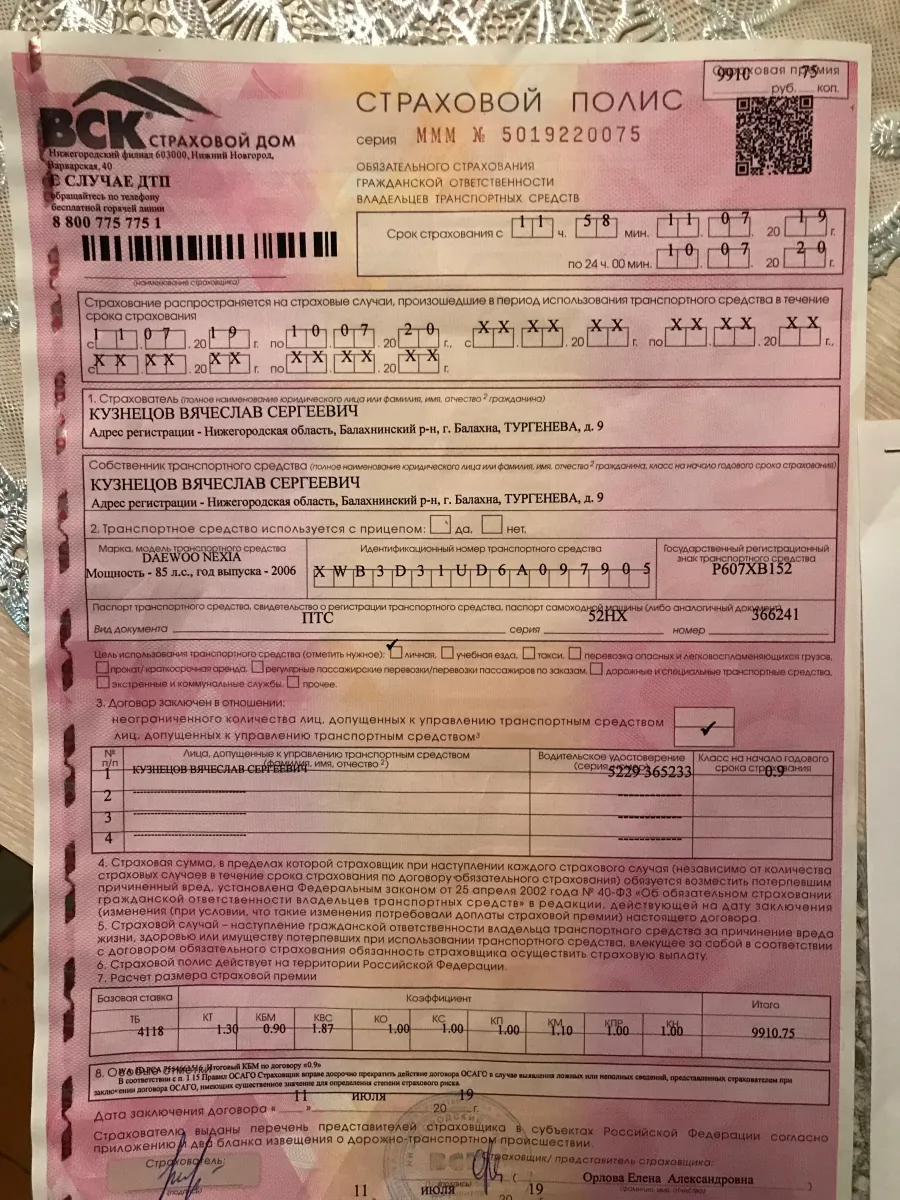 Страховая премия
9910 75
руб. коп.
ВСК СТРАХОВОЙ ДОМ
Нижегородский филиал 603000, Нижний Новгород,
Варварская, 40
В СЛУЧАЕ ДТП
обращайтесь по телефону
бесплатной горячей линии
8 800 775 775 1
(наименование страховщика)
СТРАХОВОЙ ПОЛИС
серия МММ № 5019220075
ОБЯЗАТЕЛЬНОГО СТРАХОВАНИЯ
ГРАЖДАНСКОЙ ОТВЕТСТВЕННОСТИ
ВЛАДЕЛЬЦЕВ ТРАНСПОРТНЫХ СРЕДСТВ
Срок страхования с 11 ч. 58 мин. 11 . 07 . 20 19 г.
по 24 ч. 00 мин. 10 . 07 . 20 20 г.
Страхование распространяется на страховые случаи, произошедшие в период использования транспортного средства в течение
срока страхования
с 11 . 07 . 20 19 г. по 10 . 07 . 20 20 г., с XX . XX . 20 XX г. по XX . XX . 20 XX г.,
с XX . XX . 20 XX г. по XX . XX . 20 XX г.
1. Страхователь (полное наименование юридического лица или фамилия, имя, отчество² гражданина)
КУЗНЕЦОВ ВЯЧЕСЛАВ СЕРГЕЕВИЧ
Адрес регистрации - Нижегородская область, Балахнинский р-н, г. Балахна, ТУРГЕНЕВА, д. 9
Собственник транспортного средства (полное наименование юридического лица или фамилия, имя, отчество² гражданина, класс на начало годового срока страхования)
КУЗНЕЦОВ ВЯЧЕСЛАВ СЕРГЕЕВИЧ
Адрес регистрации - Нижегородская область, Балахнинский р-н, г. Балахна, ТУРГЕНЕВА, д. 9
2. Транспортное средство используется с прицепом: да. нет.
Марка, модель транспортного средства
DAEWOO NEXIA
Мощность - 85 л.с., год выпуска - 2006
Идентификационный номер транспортного средства
XWB3D31UD6A097905
Государственный регистрационный
знак транспортного средства
Р607ХВ152
Паспорт транспортного средства, свидетельство о регистрации транспортного средства, паспорт самоходной машины (либо аналогичный документ)
Вид документа ПТС серия 52НХ номер 366241
Цель использования транспортного средства (отметить нужное): ✓ личная, учебная езда, такси, перевозка опасных и легковоспламеняющихся грузов,
прокат/краткосрочная аренда, регулярные пассажирские перевозки/перевозки пассажиров по заказам, дорожные и специальные транспортные средства,
экстренные и коммунальные службы, прочее.
3. Договор заключен в отношении:
неограниченного количества лиц, допущенных к управлению транспортным средством
лиц, допущенных к управлению транспортным средством³ ✓
№ п/п Лица, допущенные к управлению транспортным средством (фамилия, имя, отчество²) Водительское удостоверение (серия, номер) Класс на начало годового срока страхования
1 КУЗНЕЦОВ ВЯЧЕСЛАВ СЕРГЕЕВИЧ 5229 365233 0.9
2
3
4
4. Страховая сумма, в пределах которой страховщик при наступлении каждого страхового случая (независимо от количества
страховых случаев в течение срока страхования по договору обязательного страхования) обязуется возместить потерпевшим
причиненный вред, установлена Федеральным законом от 25 апреля 2002 года № 40-ФЗ «Об обязательном страховании
гражданской ответственности владельцев транспортных средств» в редакции, действующей на дату заключения
(изменения (при условии, что такие изменения потребовали доплаты страховой премии) настоящего договора.
5. Страховой случай – наступление гражданской ответственности владельца транспортного средства за причинение вреда
жизни, здоровью или имуществу потерпевших при использовании транспортного средства, влекущее за собой в соответствии
с договором обязательного страхования обязанность страховщика осуществить страховую выплату.
6. Страховой полис действует на территории Российской Федерации.
7. Расчет размера страховой премии
Базовая ставка Коэффициент Итого
ТБ КТ КБМ КВС КО КС КП КМ КПР КН
4118 1.30 0.90 1.87 1.00 1.00 1.00 1.10 1.00 1.00 9910.75
8. Особые отметки
Итоговый КБМ по договору «0.9»
В соответствии с п. 1.15 Правил ОСАГО Страховщик вправе досрочно прекратить действие договора ОСАГО в случае выявления ложных или неполных сведений, представленных страхователем при
заключении договора ОСАГО, имеющих существенное значение для определения степени страхового риска.
Дата заключения договора « 11 » ИЮЛЯ 20 19 г.
Страхователю выданы перечень представителей страховщика в субъектах Российской Федерации согласно
приложению и два бланка извещения о дорожно-транспортном происшествии.
Страхователь:
(подпись)
Страховщик/ представитель страховщика:
Орлова Елена Александровна
(фамилия, имя, отчество)
11 июля 19